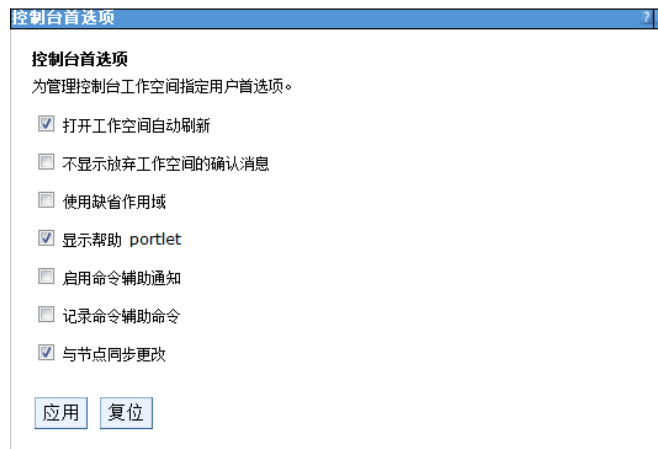 控制台首选项 ?
控制台首选项
为管理控制台工作空间指定用户首选项。
打开工作空间自动刷新
不显示放弃工作空间的确认消息
使用缺省作用域
显示帮助 portlet
启用命令辅助通知
记录命令辅助命令
与节点同步更改
应用 复位